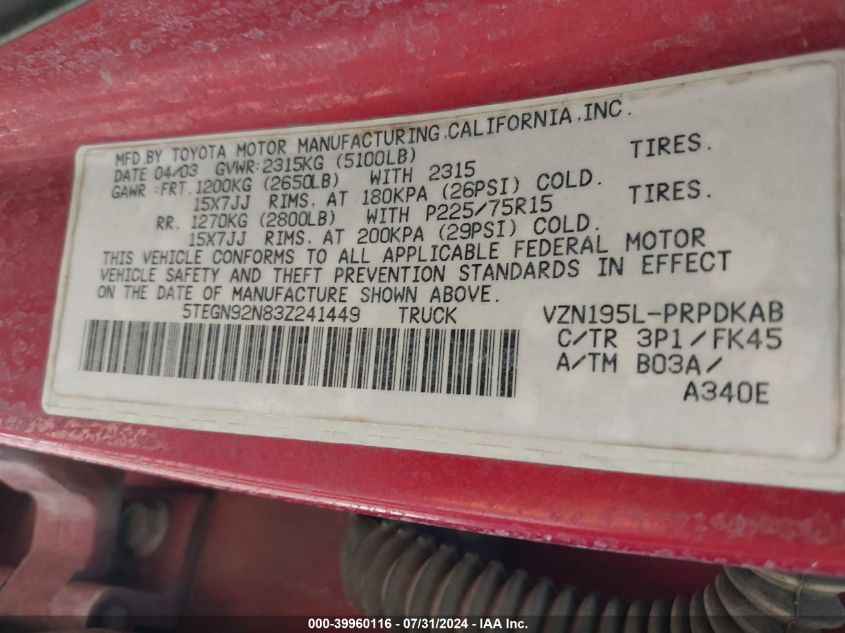 MFD.BY TOYOTA MOTOR MANUFACTURING,CALIFORNIA,INC.
DATE 04/03 GVWR:2315KG (5100LB)
GAWR :FRT.1200KG (2650LB) WITH 2315 TIRES.
15X7JJ RIMS. AT 180KPA (26PSI) COLD.
RR. 1270KG (2800LB) WITH P225/75R15 TIRES.
15X7JJ RIMS. AT 200KPA (29PSI) COLD.
THIS VEHICLE CONFORMS TO ALL APPLICABLE FEDERAL MOTOR
VEHICLE SAFETY AND THEFT PREVENTION STANDARDS IN EFFECT
ON THE DATE OF MANUFACTURE SHOWN ABOVE.
5TEGN92N83Z241449 TRUCK VZN195L-PRPDKAB
C/TR 3P1/FK45
A/TM B03A/
A340E
000-39960116 - 07/31/2024 - IAA Inc.